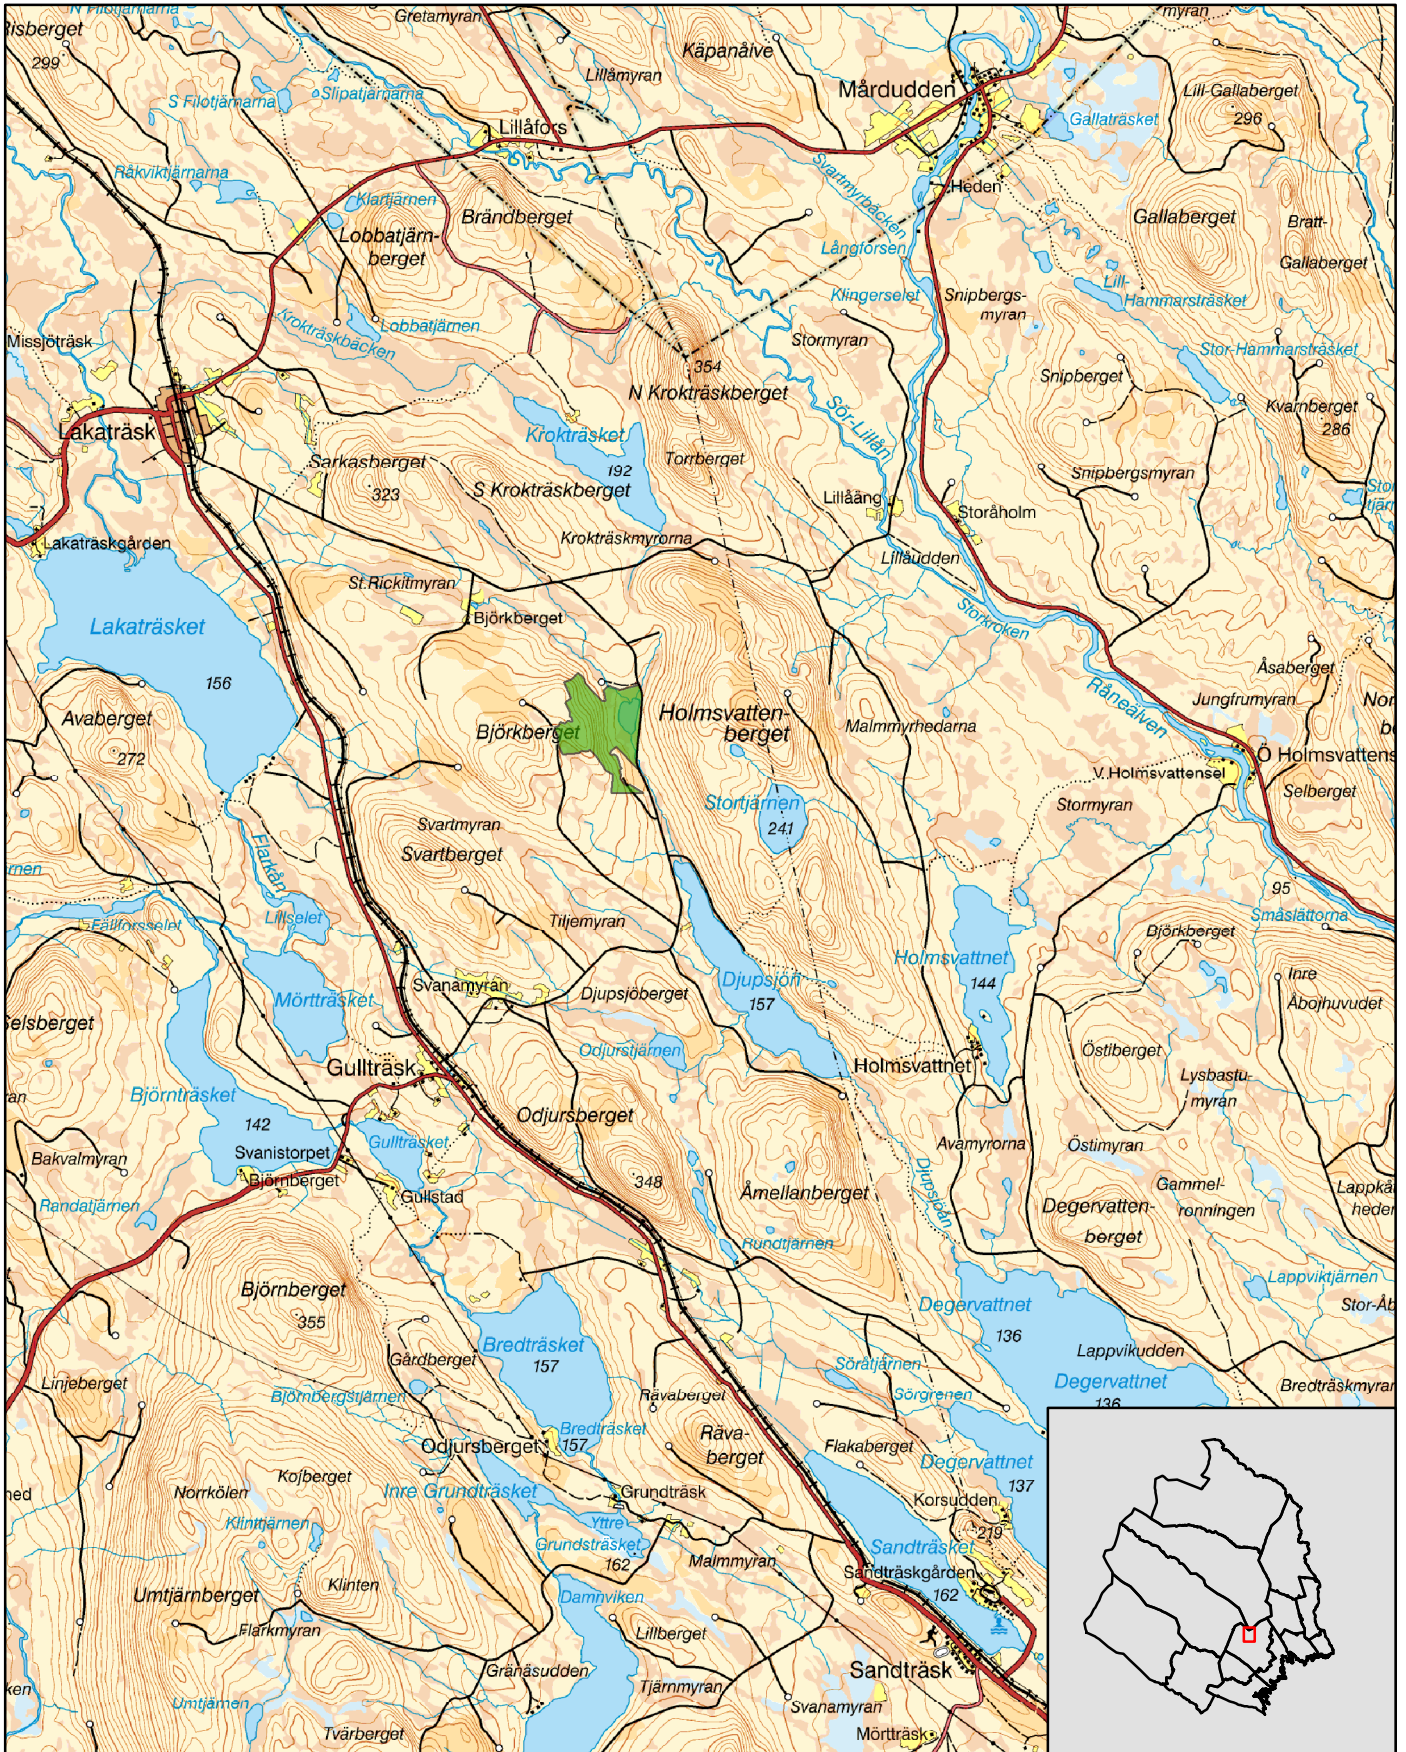 Gretamyran
myran
Risberget
299
Käpanåive
Lillåmyran
Mårdudden
Lill-Gallaberget
296
S Filotjärnarna
Slipatjärnarna
Gallaträsket
Lillåfors
Råkviktjärnarna
Klartjärnen
Svartmyrbäcken
Heden
Brändberget
Lobbatjärn-
berget
Gallaberget
Bratt-
Gallaberget
Långforsen
Klingerselet
Snipbergs-
myran
Lill-
Hammarsträsket
Krokträskbäcken
Lobbatjärnen
Missjöträsk
Stormyran
Stor-Hammarsträsket
354
N Krokträskberget
Snipberget
Kvarnberget
286
Lakaträsk
Krokträsket
Sör-Lillån
192
Torrberget
Sarkasberget
323
S Krokträskberget
Snipbergsmyran
Lillåäng
Storåholm
Lakaträskgården
Krokträskmyrorna
Lillåudden
St.Rickitmyran
Björkberget
Storkroken
Lakaträsket
156
Åsaberget
Råneälven
Jungfrumyran
Avaberget
272
Björkberget
Holmsvatten-
berget
Malmmyrhedarna
Ö Holmsvattens
V. Holmsvattensel
Selberget
Stortjärnen
241
Stormyran
Svartmyran
Svartberget
Flarkån
95
Småslåttorna
Fällforsselet
Lillselet
Tiljemyran
Björkberget
Holmsvattnet
144
Svanamyran
Djupsjöberget
Djupsjön
157
Inre
Åbojhuvudet
Mörtträsket
Selsberget
Odjurstjärnen
Östiberget
Gullträsk
Holmsvattnet
Lysbastu-
myran
Björnträsket
142
Odjursberget
Gullträsket
Avamyrorna
Östimyran
Bakvalmyran
Svanistorpet
Björnberget
Gullstad
348
Åmellanberget
Djupsjöån
Gammel-
ronningen
Randatjärnen
Degervatten-
berget
Rundtjärnen
Lappviktjärnen
Björnberget
355
Degervattnet
136
Bredträsket
157
Lappvikudden
Gårdberget
Söråtjärnen
Degervattnet
136
Linjeberget
Björnbergstjärnen
Rävaberget
Sörgrenen
Bredträskmyran
Bredträsket
157
Odjursberget
Räva-
berget
Flakaberget
Degervattnet
137
Kojberget
Norrkölen
Inre Grundträsket
Grundträsk
Korsudden
Klinttjärnen
Yttre
Grundsträsket
162
219
Malmmyran
Sandträsket
Sandträskgården
162
Klinten
Umtjärnberget
Damnviken
Flarkmyran
Lillberget
Sandträsk
Gränäsudden
Tjärnmyran
Svanamyran
Umtjärnen
Tvärberget
Mörtträsk